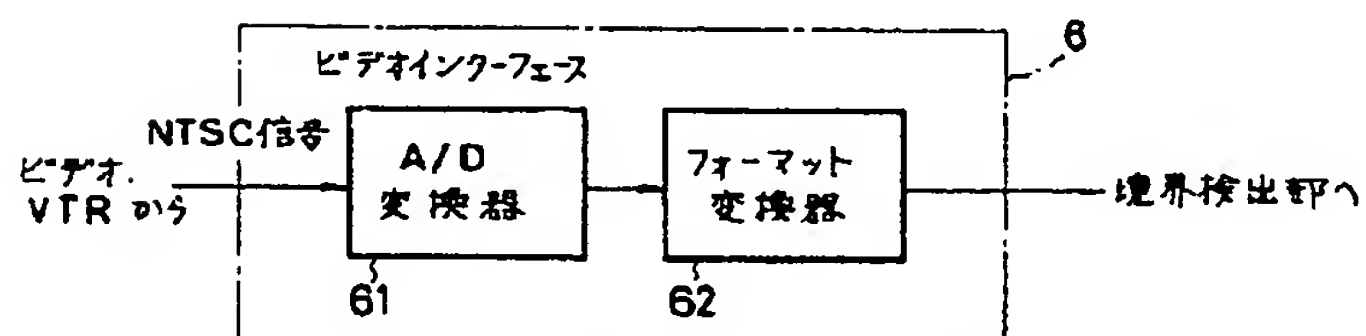 6
ビデオインターフェース
NTSC信号
ビデオ.
VTRから
A/D
変換器
フォーマット
変換器
境界検出部へ
61
62